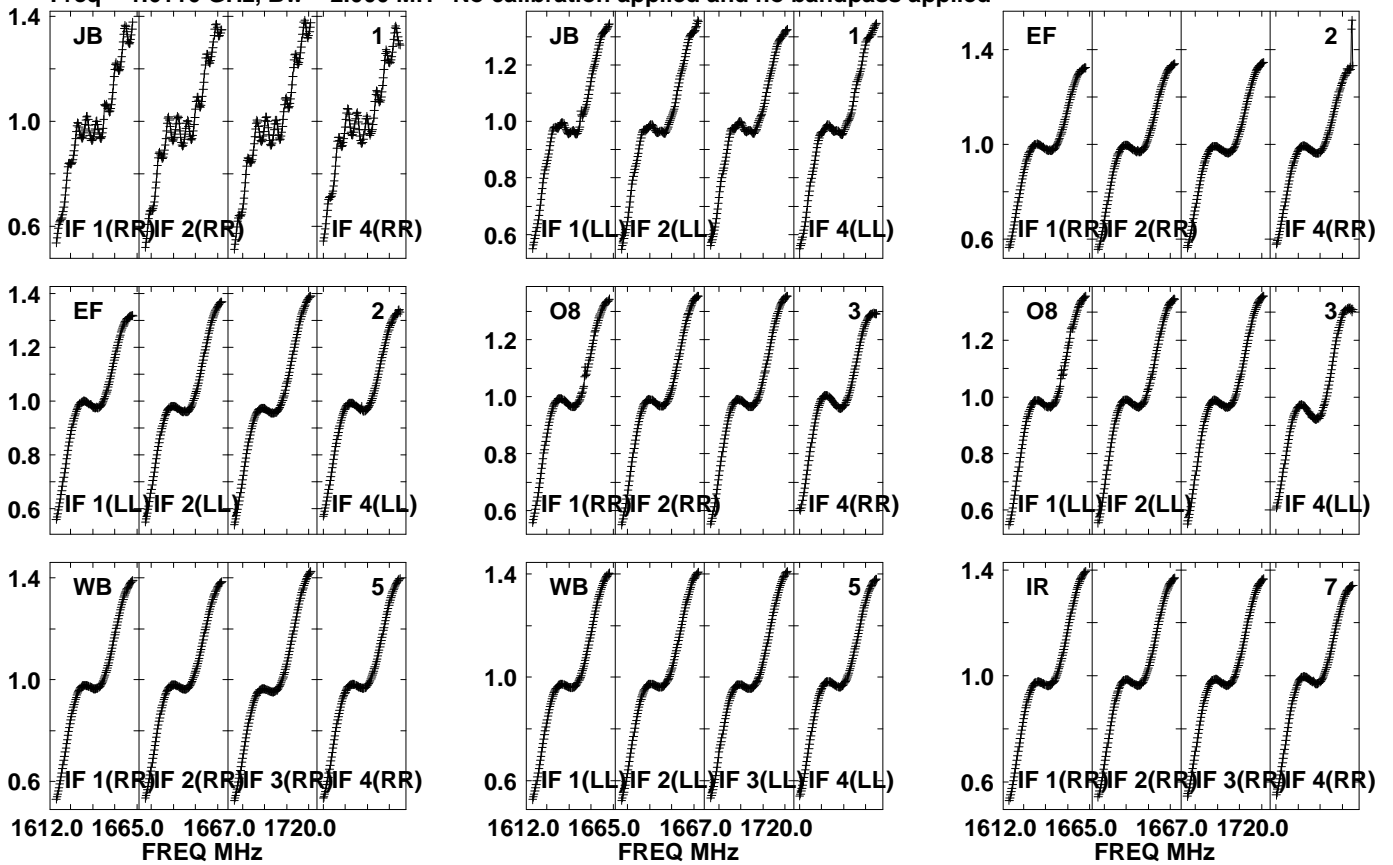 No calibration applied and no bandpass applied
JB 1
1.4
1.0
0.6
IF 1(RR) IF 2(RR) IF 4(RR)
JB 1
1.2
1.0
0.8
0.6
IF 1(LL) IF 2(LL) IF 4(LL)
EF 2
1.4
1.0
0.6
IF 1(RR) IF 2(RR) IF 4(RR)
EF 2
1.4
1.2
1.0
0.8
0.6
IF 1(LL) IF 2(LL) IF 4(LL)
O8 3
1.2
1.0
0.8
0.6
IF 1(RR) IF 2(RR) IF 4(RR)
O8 3
1.2
1.0
0.8
0.6
IF 1(LL) IF 2(LL) IF 4(LL)
WB 5
1.4
1.0
0.6
IF 1(RR) IF 2(RR) IF 3(RR) IF 4(RR)
1612.0 1665.0 1667.0 1720.0
FREQ MHz
WB 5
1.4
1.0
0.6
IF 1(LL) IF 2(LL) IF 3(LL) IF 4(LL)
1612.0 1665.0 1667.0 1720.0
FREQ MHz
IR 7
1.4
1.0
0.6
IF 1(RR) IF 2(RR) IF 3(RR) IF 4(RR)
1612.0 1665.0 1667.0 1720.0
FREQ MHz